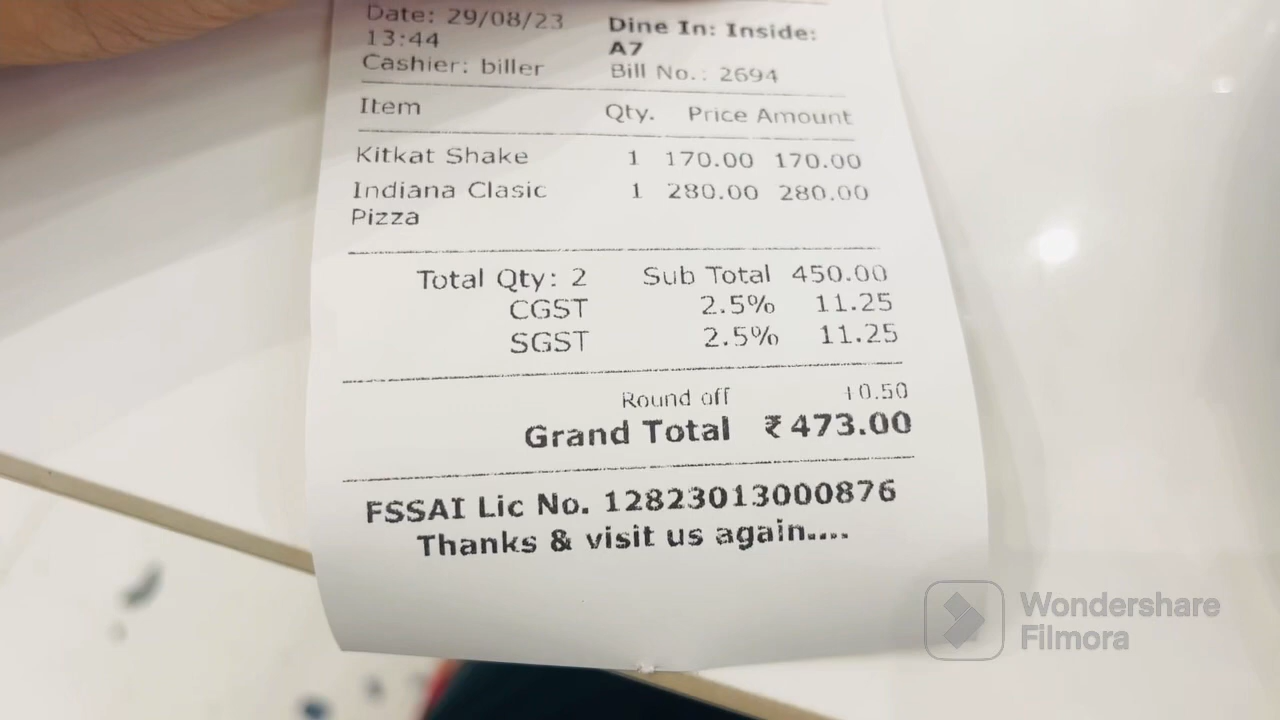 Date: 29/08/23
13:44
Dine In: Inside:
A7
Cashier: biller
Bill No.: 2694
Item Qty. Price Amount
Kitkat Shake 1 170.00 170.00
Indiana Clasic 1 280.00 280.00
Pizza
Total Qty: 2 Sub Total 450.00
CGST 2.5% 11.25
SGST 2.5% 11.25
Round off +0.50
Grand Total ₹473.00
FSSAI Lic No. 12823013000876
Thanks & visit us again....
Wondershare
Filmora